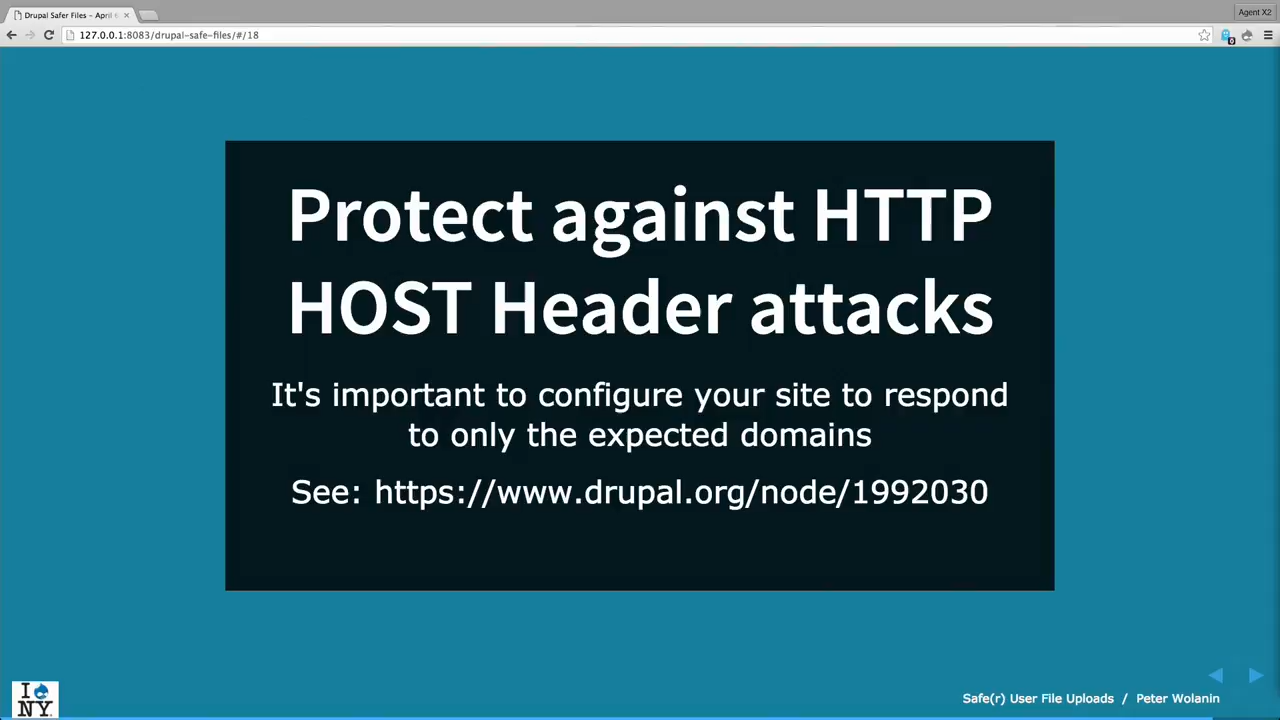 Drupal Safer Files – April
Agent X2
127.0.0.1:8083/drupal-safe-files/#/18
Protect against HTTP
HOST Header attacks
It's important to configure your site to respond
to only the expected domains
See: https://www.drupal.org/node/1992030
I
NY.
Safe(r) User File Uploads / Peter Wolanin